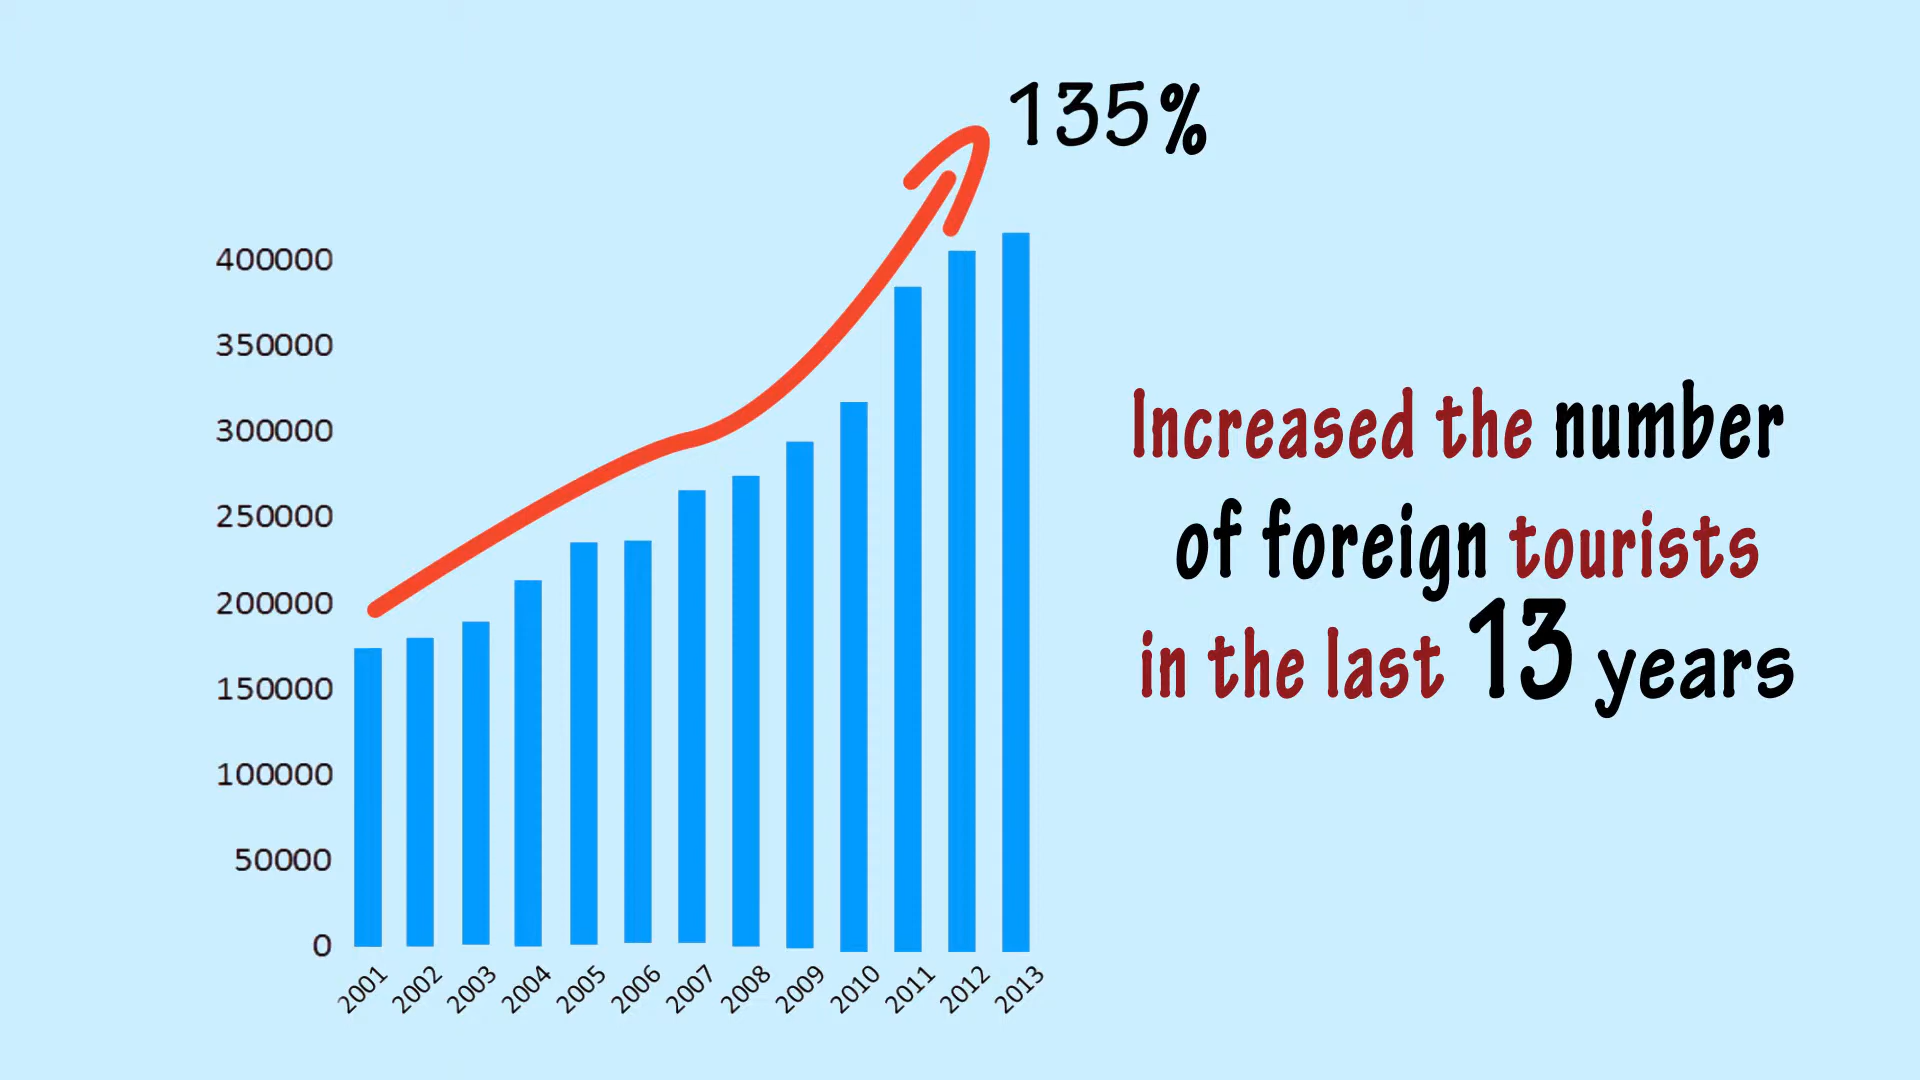 135%
400000
350000
300000
250000
200000
150000
100000
50000
0
2001 2002 2003 2004 2005 2006 2007 2008 2009 2010 2011 2012 2013
Increased the number
of foreign tourists
in the last 13 years